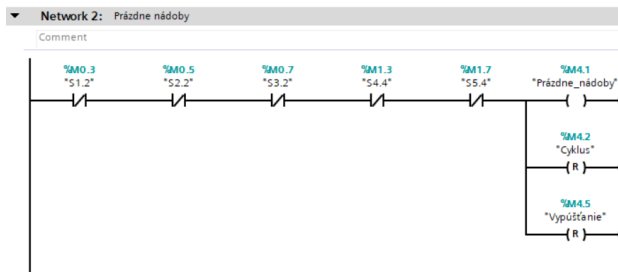 Network 2: Prázdne nádoby
Comment
%M0.3 %M0.5 %M0.7 %M1.3 %M1.7 %M4.1
"S1.2" "S2.2" "S3.2" "S4.4" "S5.4" "Prázdne_nádoby"
%M4.2
"Cyklus"
R
%M4.5
"Vypúšťanie"
R